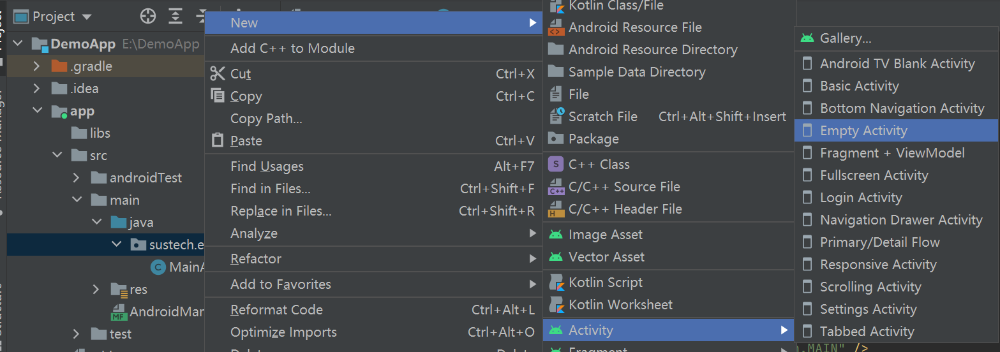 Project
DemoApp E:\DemoApp
.gradle
.idea
app
libs
src
androidTest
main
java
sustech.e
MainA
res
AndroidMan
test
New
Add C++ to Module
Cut Ctrl+X
Copy Ctrl+C
Copy Path...
Paste Ctrl+V
Find Usages Alt+F7
Find in Files... Ctrl+Shift+F
Replace in Files... Ctrl+Shift+R
Analyze
Refactor
Add to Favorites
Reformat Code Ctrl+Alt+L
Optimize Imports Ctrl+Alt+O
Kotlin Class/File
Android Resource File
Android Resource Directory
Sample Data Directory
File
Scratch File Ctrl+Alt+Shift+Insert
Package
C++ Class
C/C++ Source File
C/C++ Header File
Image Asset
Vector Asset
Kotlin Script
Kotlin Worksheet
Activity
Fragment
Gallery...
Android TV Blank Activity
Basic Activity
Bottom Navigation Activity
Empty Activity
Fragment + ViewModel
Fullscreen Activity
Login Activity
Navigation Drawer Activity
Primary/Detail Flow
Responsive Activity
Scrolling Activity
Settings Activity
Tabbed Activity
.MAIN" />